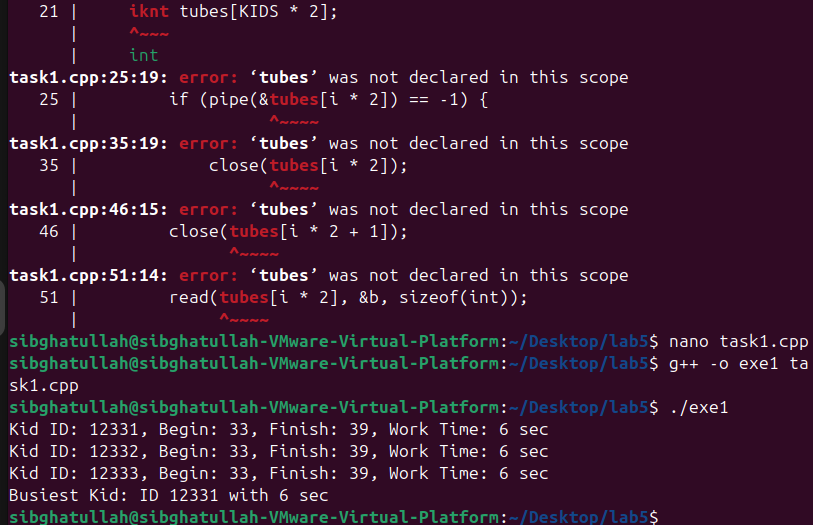 21 |     iknt tubes[KIDS * 2];
|     ^~~~
|     int
task1.cpp:25:19: error: ‘tubes’ was not declared in this scope
25 |         if (pipe(&tubes[i * 2]) == -1) {
|                   ^~~~~
task1.cpp:35:19: error: ‘tubes’ was not declared in this scope
35 |             close(tubes[i * 2]);
|                   ^~~~~
task1.cpp:46:15: error: ‘tubes’ was not declared in this scope
46 |         close(tubes[i * 2 + 1]);
|               ^~~~~
task1.cpp:51:14: error: ‘tubes’ was not declared in this scope
51 |         read(tubes[i * 2], &b, sizeof(int));
|              ^~~~~
sibghatullah@sibghatullah-VMware-Virtual-Platform:~/Desktop/lab5$ nano task1.cpp
sibghatullah@sibghatullah-VMware-Virtual-Platform:~/Desktop/lab5$ g++ -o exe1 ta
sk1.cpp
sibghatullah@sibghatullah-VMware-Virtual-Platform:~/Desktop/lab5$ ./exe1
Kid ID: 12331, Begin: 33, Finish: 39, Work Time: 6 sec
Kid ID: 12332, Begin: 33, Finish: 39, Work Time: 6 sec
Kid ID: 12333, Begin: 33, Finish: 39, Work Time: 6 sec
Busiest Kid: ID 12331 with 6 sec
sibghatullah@sibghatullah-VMware-Virtual-Platform:~/Desktop/lab5$